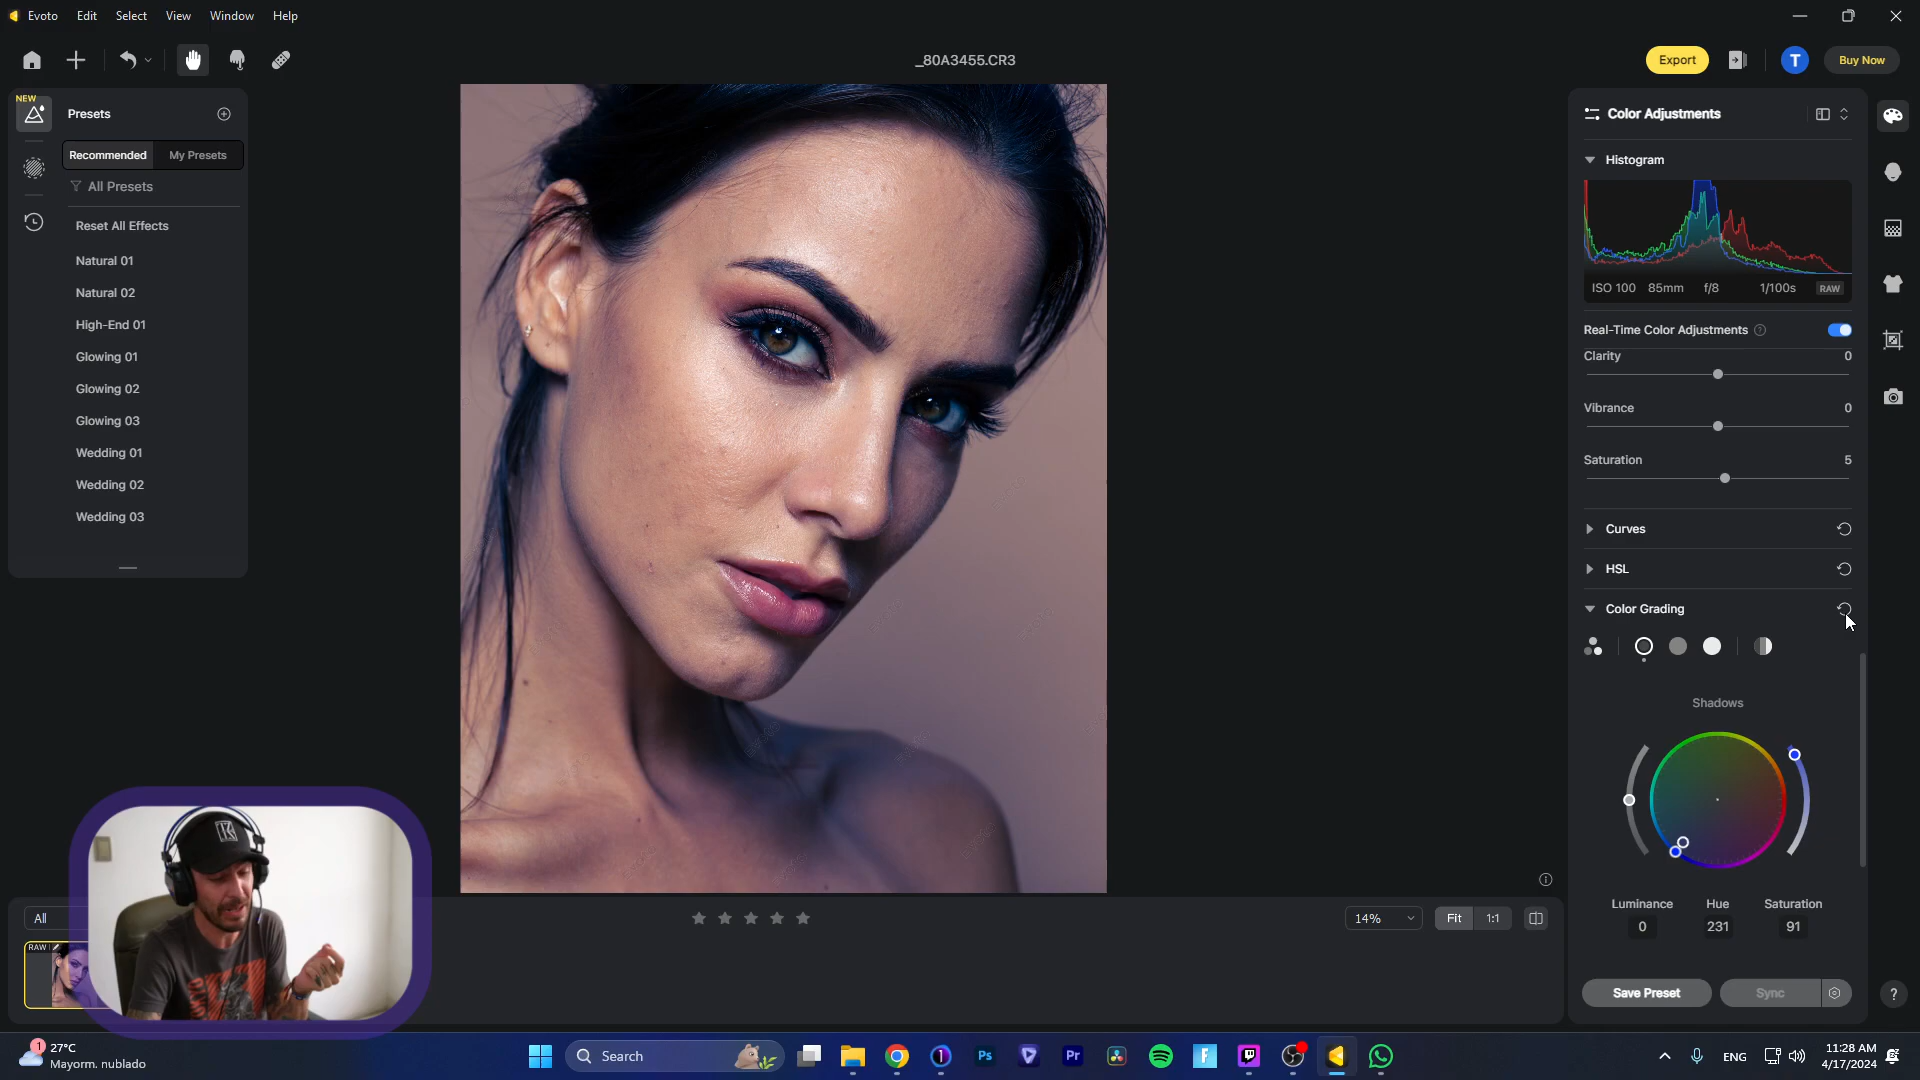 Evoto Edit Select View Window Help
_80A3455.CR3
Export
T
Buy Now
NEW
Presets
Recommended My Presets
All Presets
Reset All Effects
Natural 01
Natural 02
High-End 01
Glowing 01
Glowing 02
Glowing 03
Wedding 01
Wedding 02
Wedding 03
Color Adjustments
Histogram
ISO 100 85mm f/8 1/100s RAW
Real-Time Color Adjustments ?
Clarity 0
Vibrance 0
Saturation 5
Curves
HSL
Color Grading
Shadows
Luminance Hue Saturation
0 231 91
Save Preset Sync
?
All
14% Fit 1:1
RAW
1
27°C
Mayorm. nublado
Search
Ps
Pr
F
ENG
11:28 AM
4/17/2024